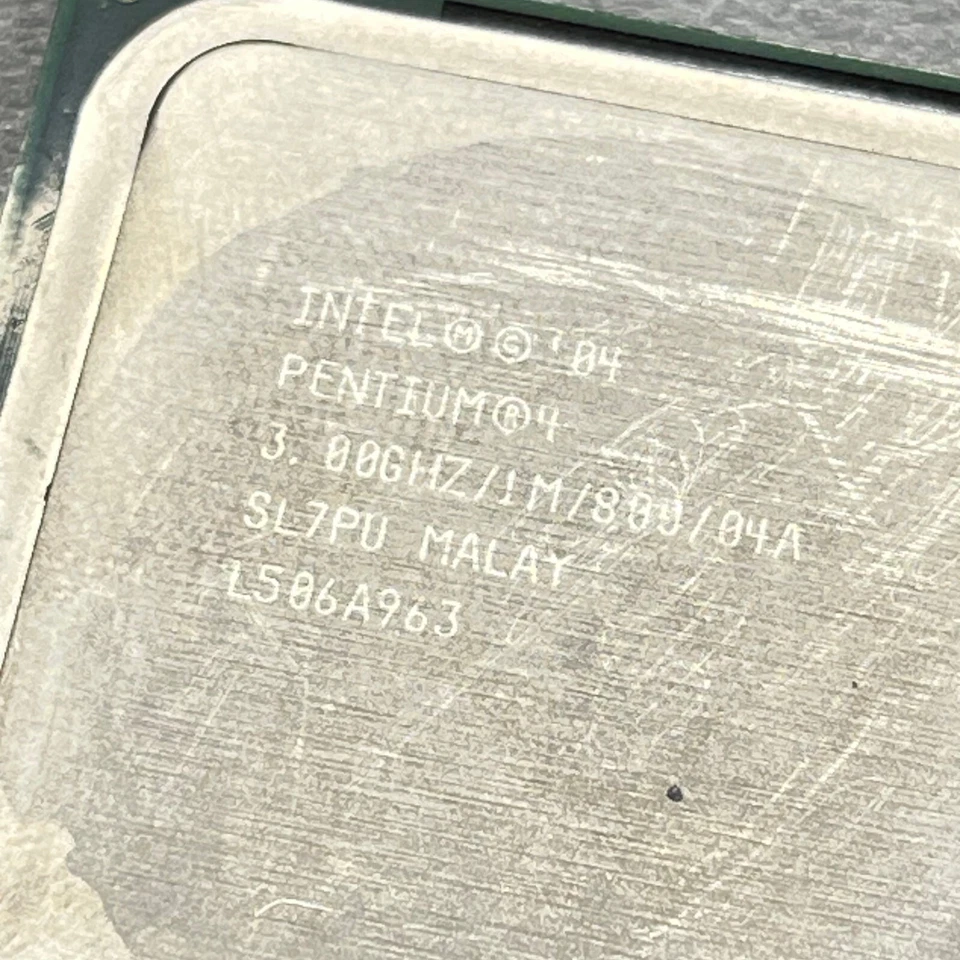 INTEL Ⓜ © '04
PENTIUM®4
3.00GHZ/1M/800/04A
SL7PU MALAY
L506A963